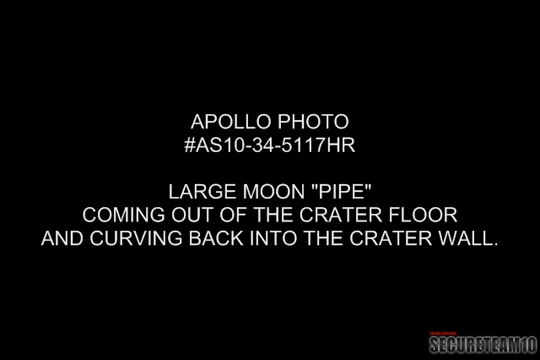 APOLLO PHOTO
#AS10-34-5117HR
LARGE MOON "PIPE"
COMING OUT OF THE CRATER FLOOR
AND CURVING BACK INTO THE CRATER WALL.
SECURETEAM10